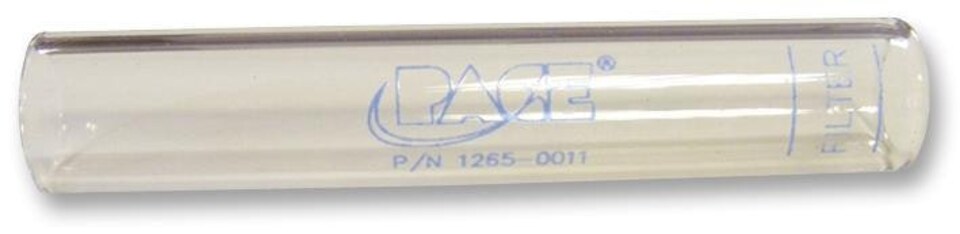 PACE®
P/N 1265-0011
FILTER